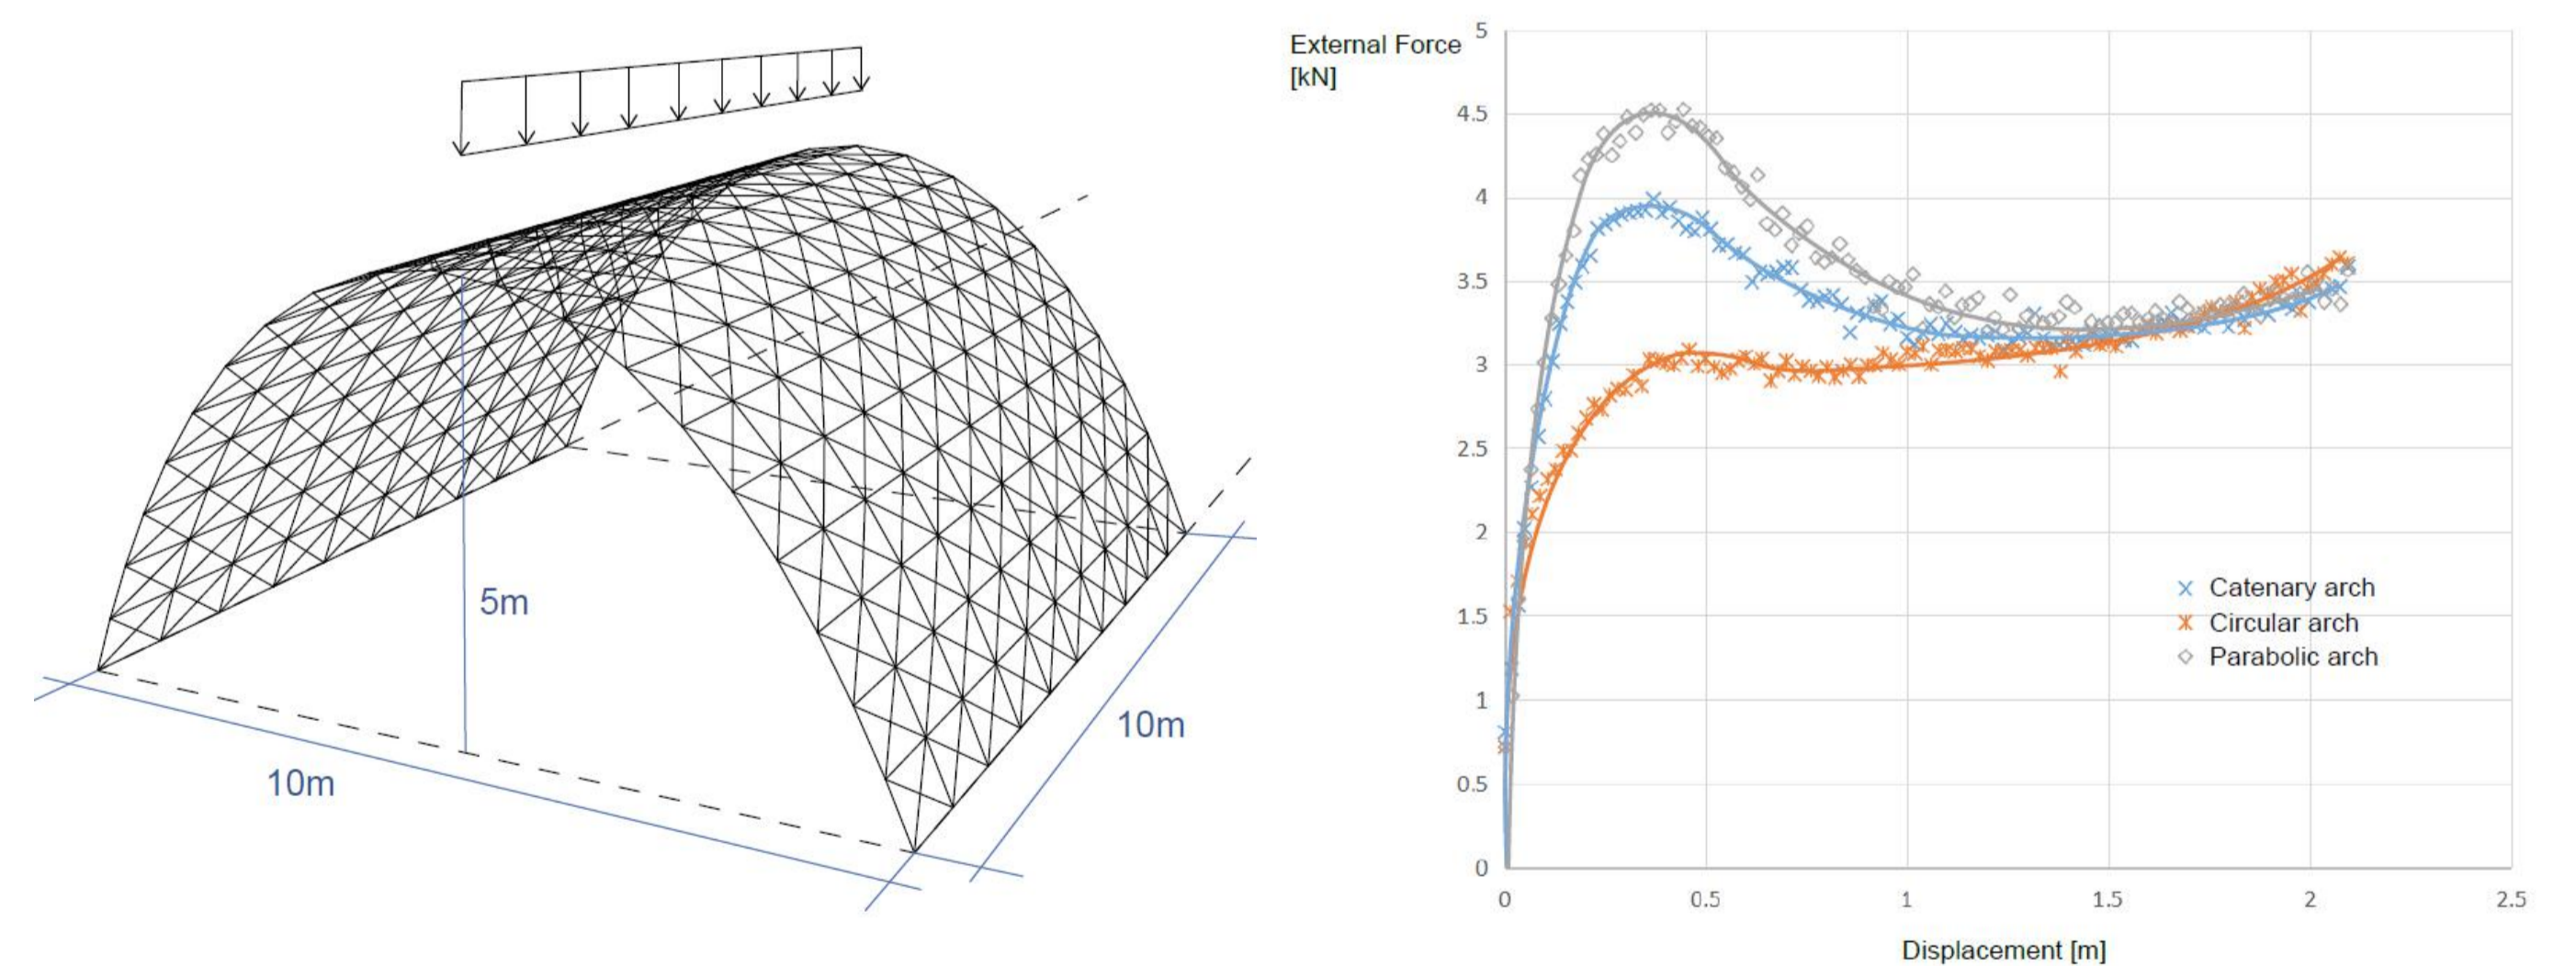 5m
10m
10m
External Force
[kN]
5
4.5
4
3.5
3
2.5
2
1.5
1
0.5
0
0 0.5 1 1.5 2 2.5
Displacement [m]
Catenary arch
Circular arch
Parabolic arch